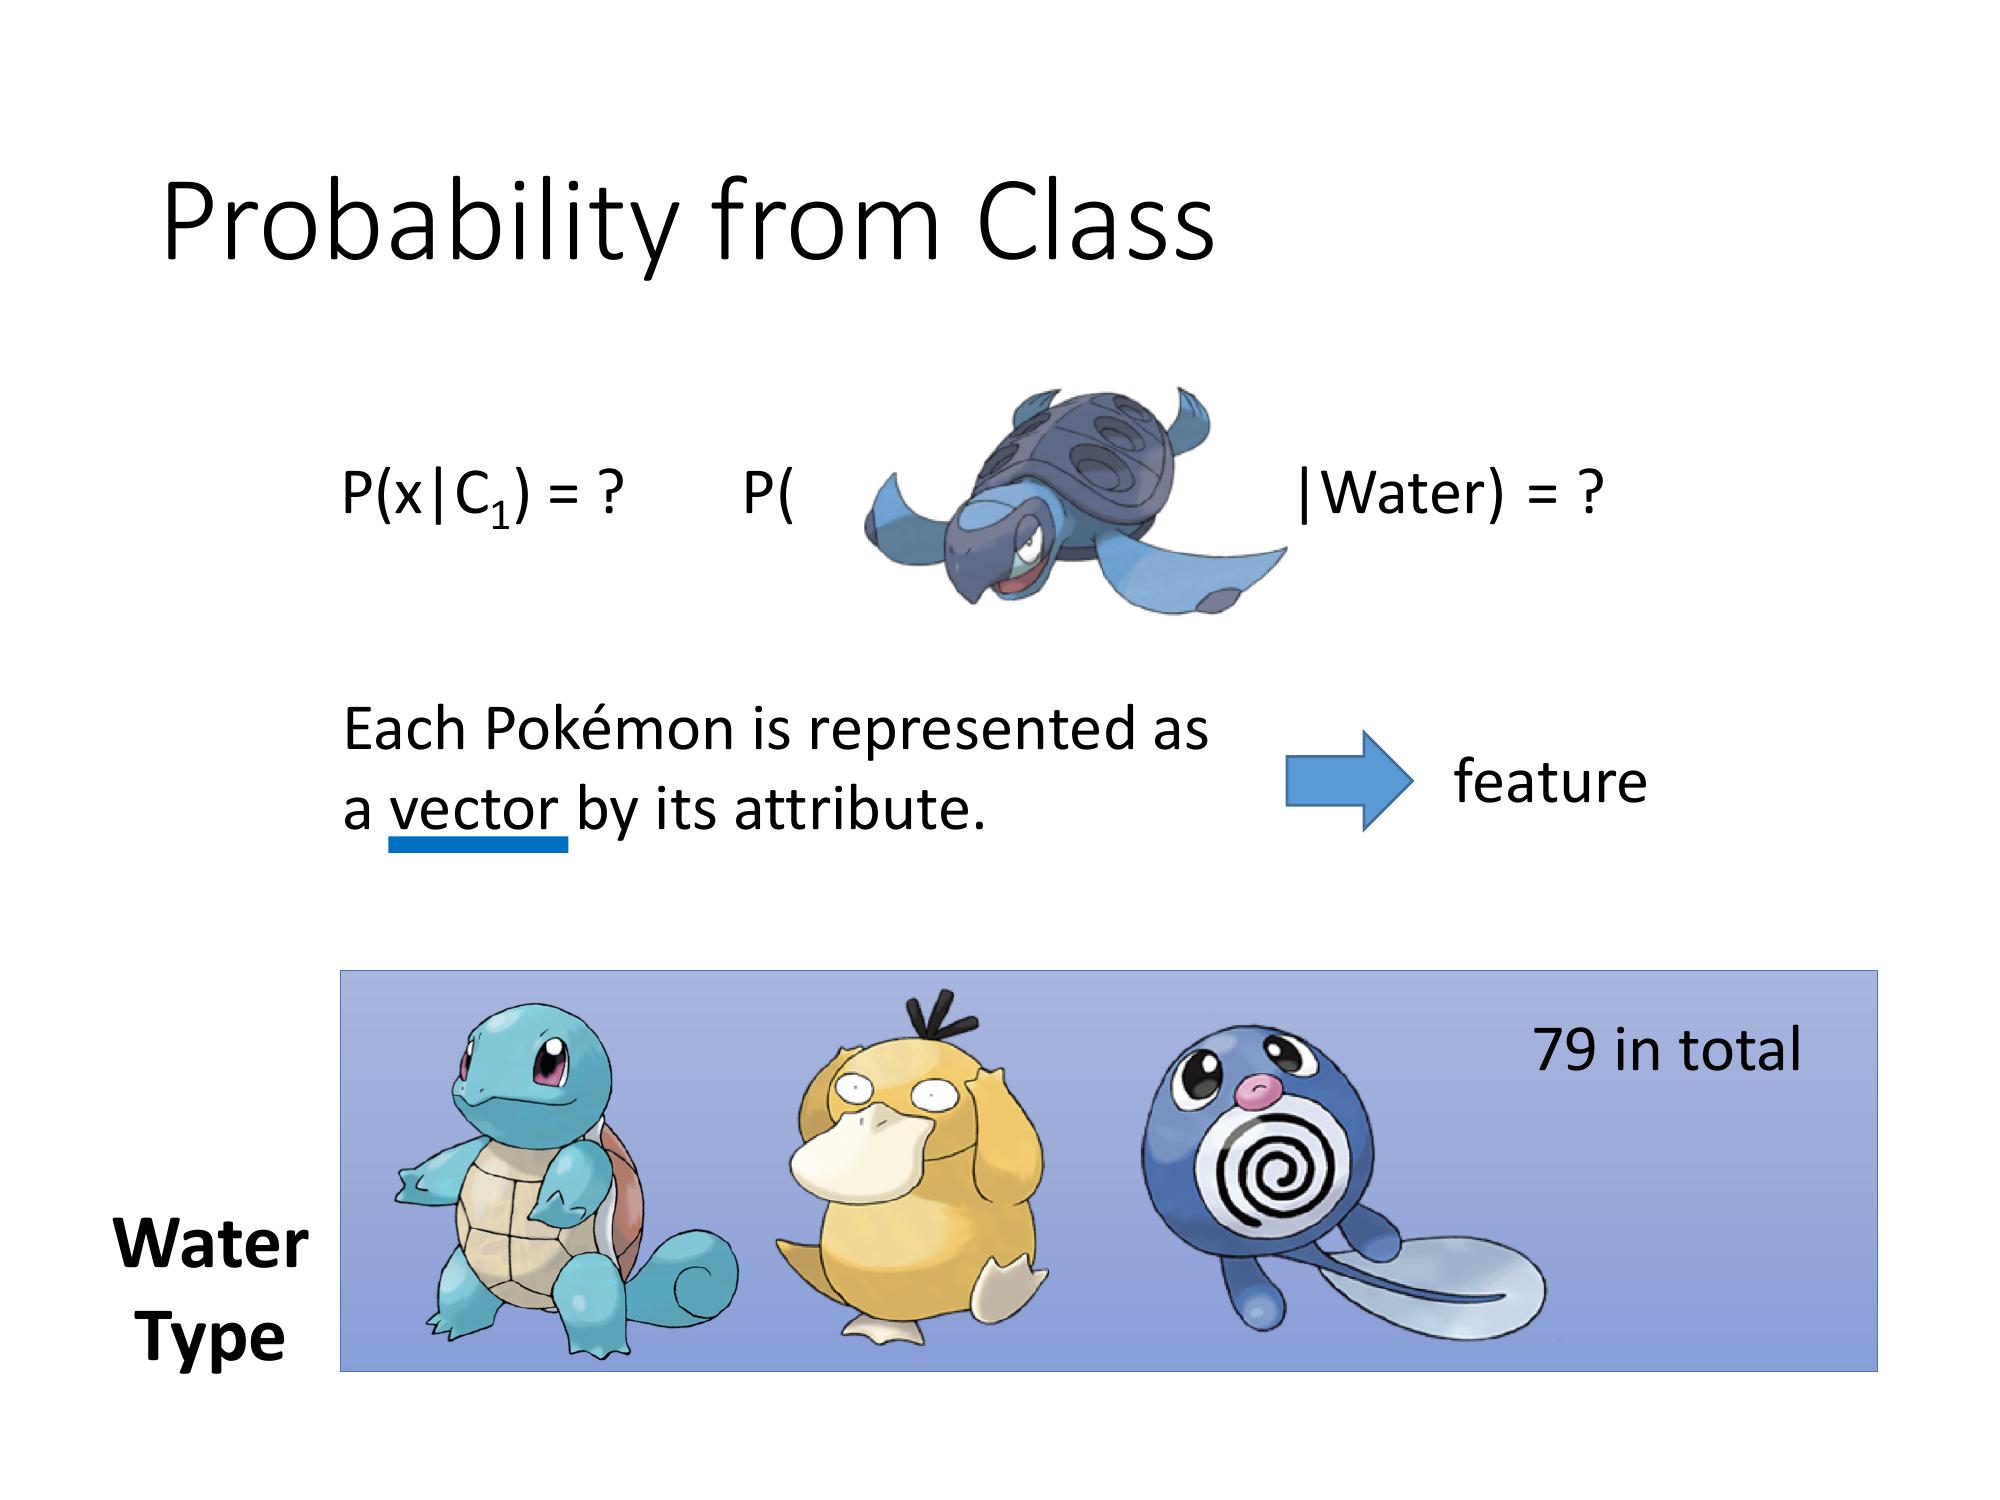 Probability from Class
P(x|C₁) = ? P( |Water) = ?
Each Pokémon is represented as
a vector by its attribute.
feature
79 in total
Water
Type